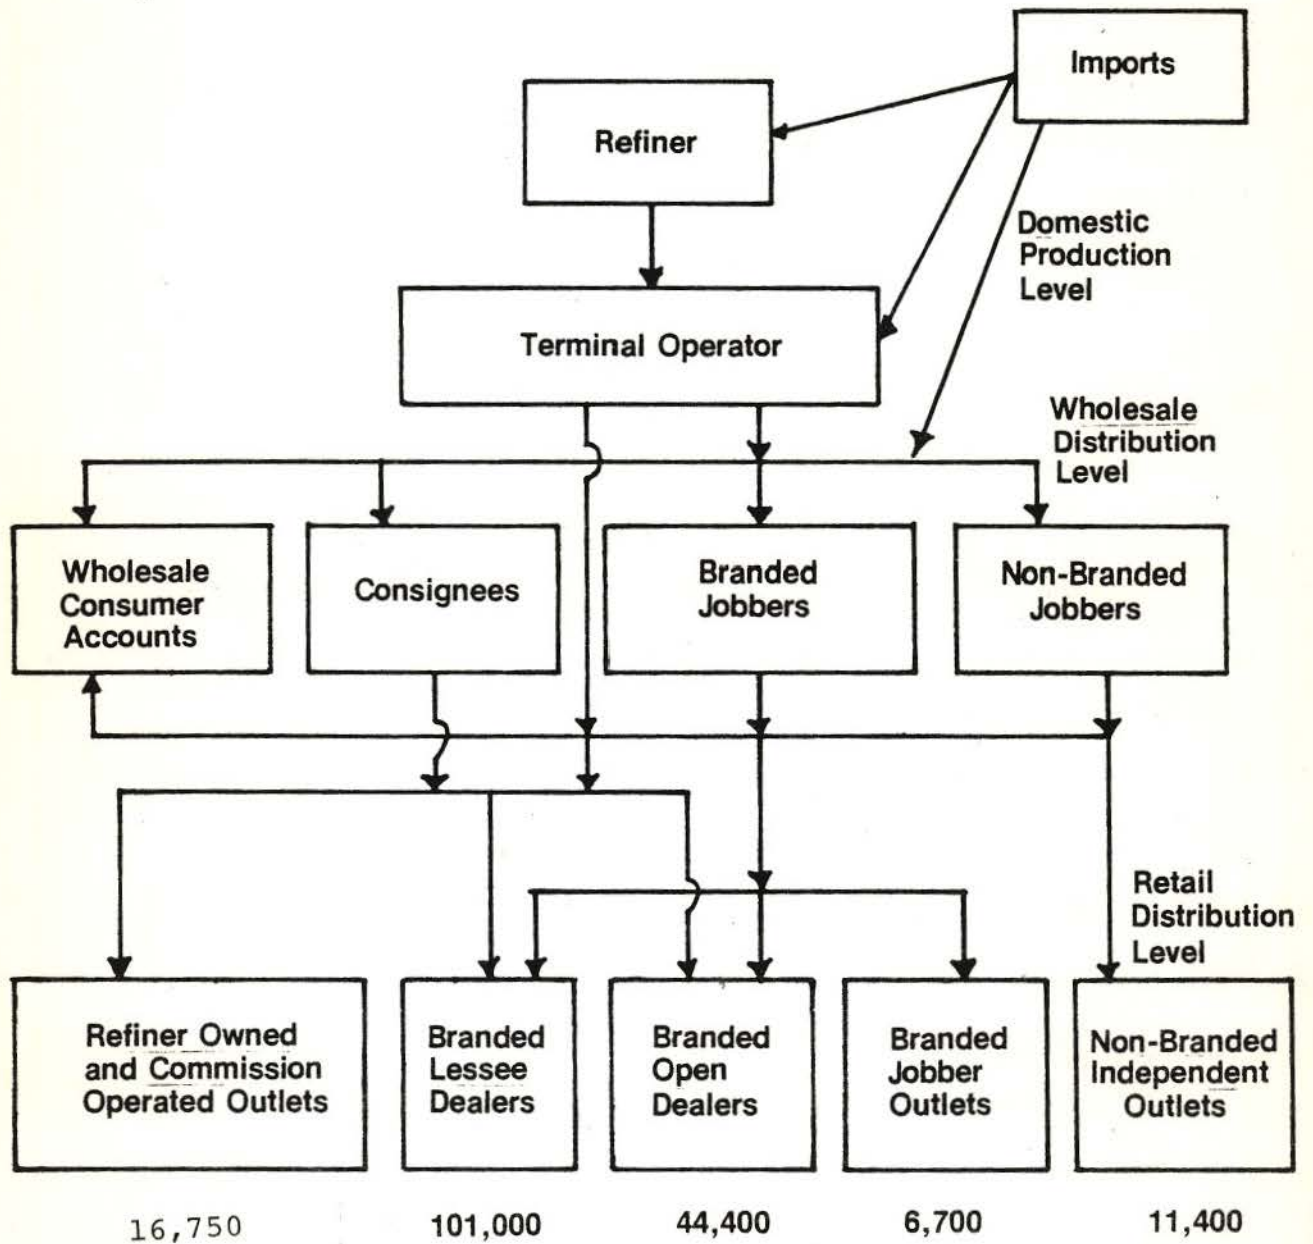 Imports
Refiner
Domestic
Production
Level
Terminal Operator
Wholesale
Distribution
Level
Wholesale
Consumer
Accounts
Consignees
Branded
Jobbers
Non-Branded
Jobbers
Retail
Distribution
Level
Refiner Owned
and Commission
Operated Outlets
Branded
Lessee
Dealers
Branded
Open
Dealers
Branded
Jobber
Outlets
Non-Branded
Independent
Outlets
16,750
101,000
44,400
6,700
11,400